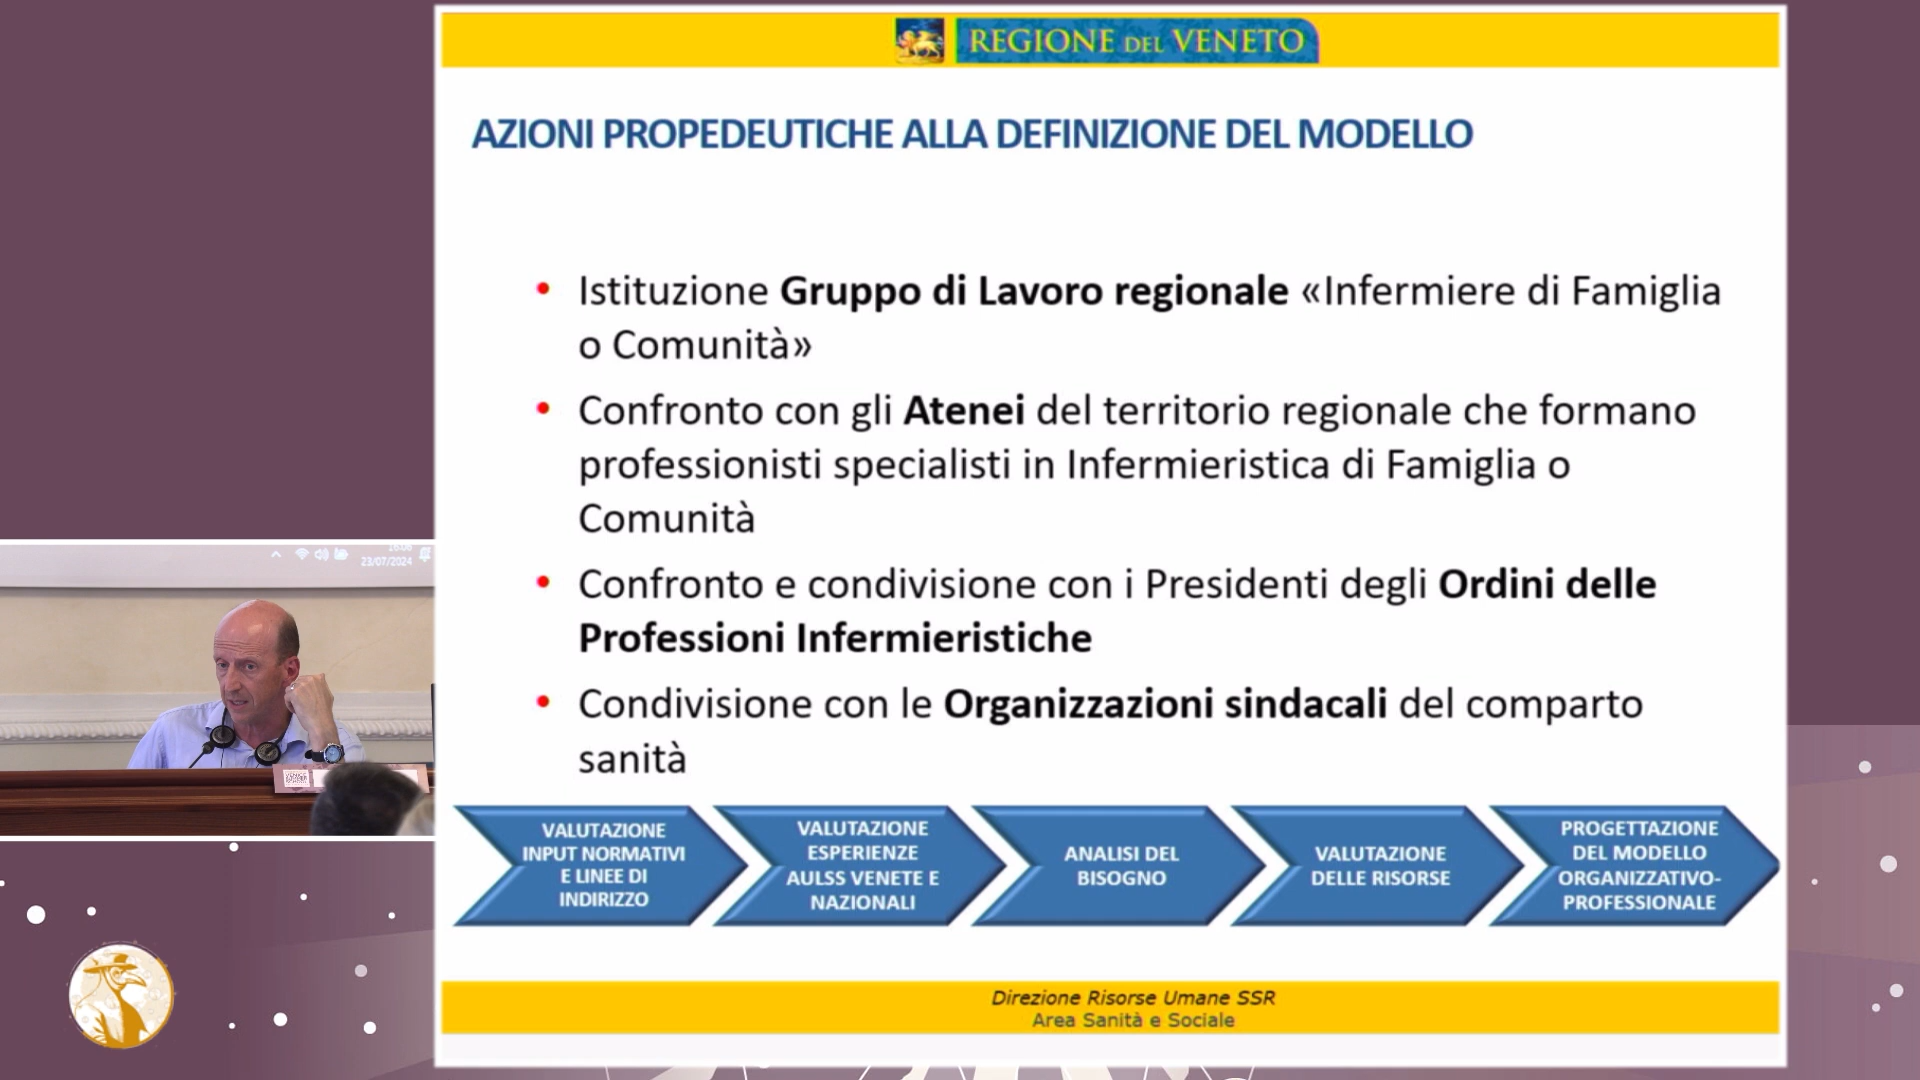 REGIONE DEL VENETO
AZIONI PROPEDEUTICHE ALLA DEFINIZIONE DEL MODELLO
• Istituzione Gruppo di Lavoro regionale «Infermiere di Famiglia
o Comunità»
• Confronto con gli Atenei del territorio regionale che formano
professionisti specialisti in Infermieristica di Famiglia o
Comunità
• Confronto e condivisione con i Presidenti degli Ordini delle
Professioni Infermieristiche
• Condivisione con le Organizzazioni sindacali del comparto
sanità
VALUTAZIONE
INPUT NORMATIVI
E LINEE DI
INDIRIZZO
VALUTAZIONE
ESPERIENZE
AULSS VENETE E
NAZIONALI
ANALISI DEL
BISOGNO
VALUTAZIONE
DELLE RISORSE
PROGETTAZIONE
DEL MODELLO
ORGANIZZATIVO-
PROFESSIONALE
Direzione Risorse Umane SSR
Area Sanità e Sociale
23/07/2024